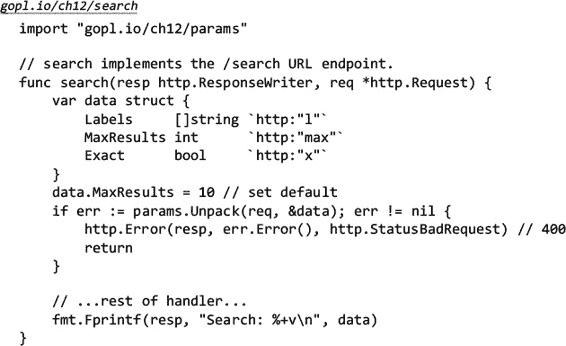 gopl.io/ch12/search
import "gopl.io/ch12/params"

// search implements the /search URL endpoint.
func search(resp http.ResponseWriter, req *http.Request) {
    var data struct {
        Labels     []string `http:"l"`
        MaxResults int      `http:"max"`
        Exact      bool     `http:"x"`
    }
    data.MaxResults = 10 // set default
    if err := params.Unpack(req, &data); err != nil {
        http.Error(resp, err.Error(), http.StatusBadRequest) // 400
        return
    }

    // ...rest of handler...
    fmt.Fprintf(resp, "Search: %+v\n", data)
}